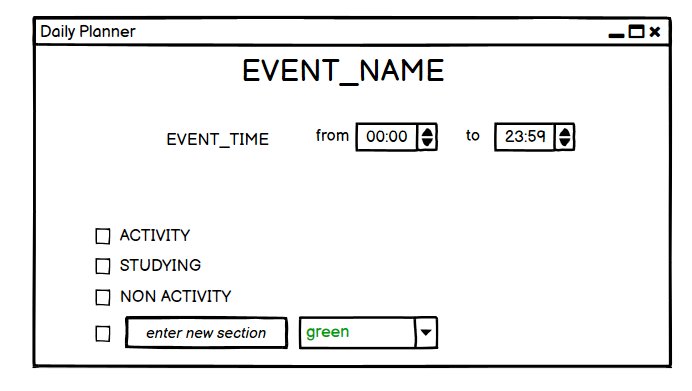 Daily Planner
EVENT_NAME
EVENT_TIME from 00:00 to 23:59
ACTIVITY
STUDYING
NON ACTIVITY
enter new section green